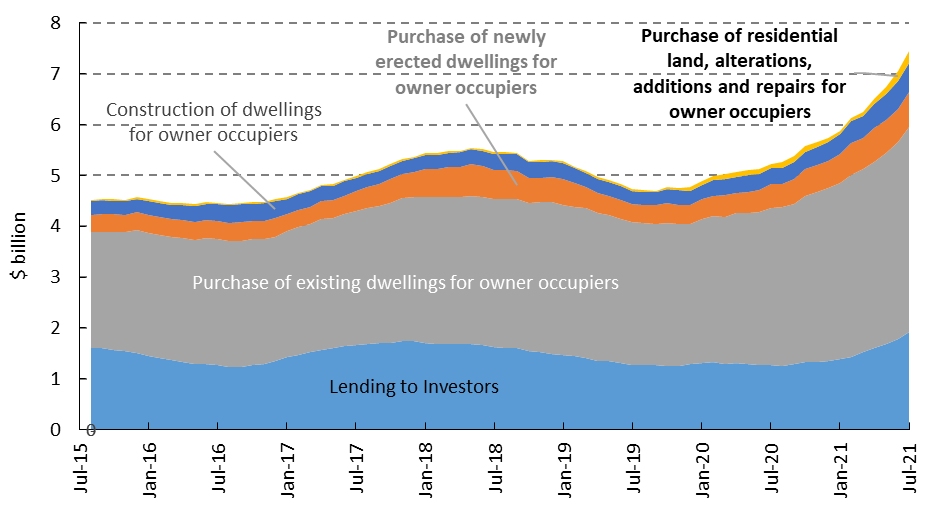 8
7
6
5
4
3
2
1
0
$ billion
Purchase of newly
erected dwellings for
owner occupiers
Purchase of residential
land, alterations,
additions and repairs for
owner occupiers
Construction of dwellings
for owner occupiers
Purchase of existing dwellings for owner occupiers
Lending to Investors
0
Jul-15
Jan-16
Jul-16
Jan-17
Jul-17
Jan-18
Jul-18
Jan-19
Jul-19
Jan-20
Jul-20
Jan-21
Jul-21